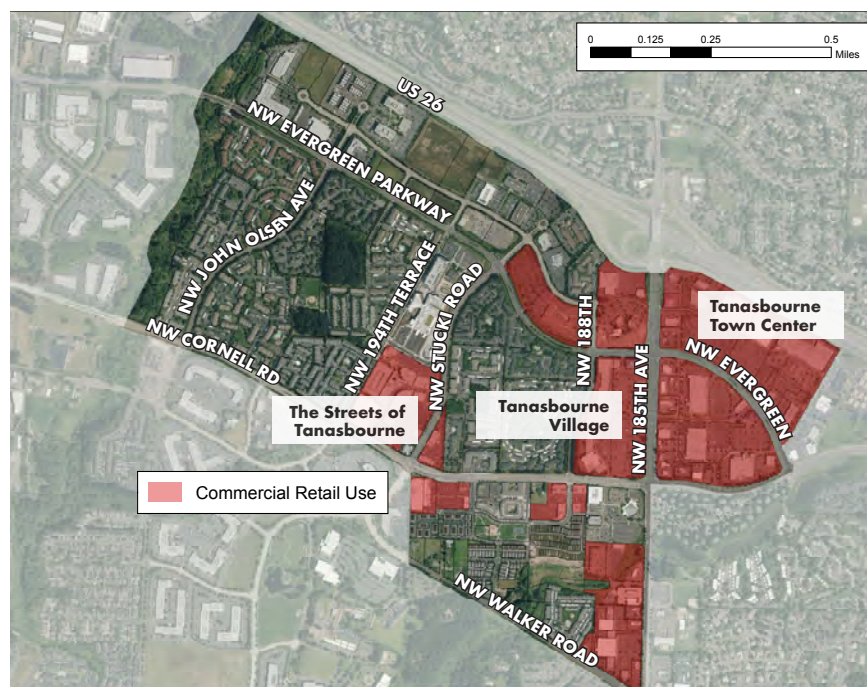 0
0.125
0.25
0.5
Miles
US 26
NW EVERGREEN PARKWAY
NW JOHN OLSEN AVE
NW 194TH TERRACE
NW STUCKI ROAD
NW 188TH
NW 185TH AVE
Tanasbourne
Town Center
NW EVERGREEN
NW CORNELL RD
The Streets of
Tanasbourne
Tanasbourne
Village
Commercial Retail Use
NW WALKER ROAD